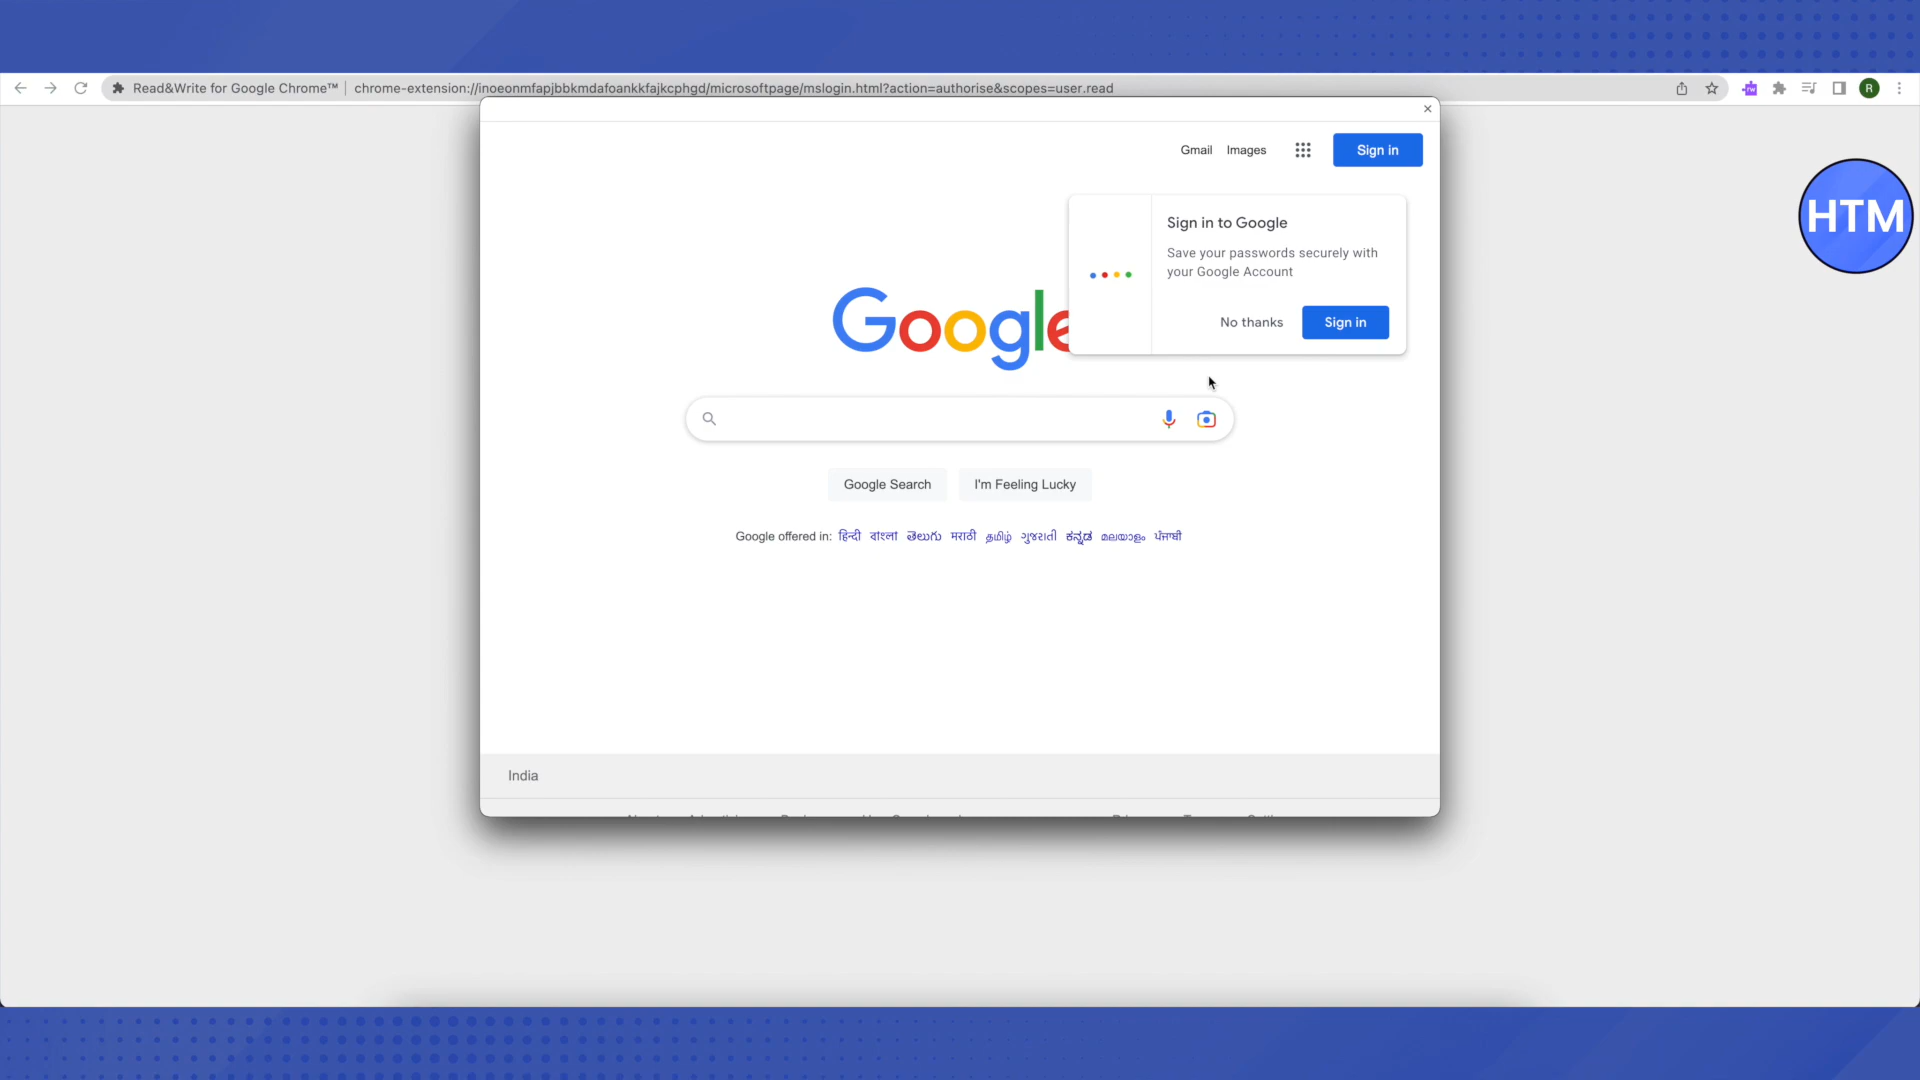 Read&Write for Google Chrome™ | chrome-extension://inoeonmfapjbbkmdafoankkfajkcphgd/microsoftpage/mslogin.html?action=authorise&scopes=user.read
R
Gmail Images Sign in
HTM
Sign in to Google
Save your passwords securely with
your Google Account
No thanks Sign in
Google
Google Search I'm Feeling Lucky
Google offered in: हिन्दी বাংলা తెలుగు मराठी தமிழ் ગુજરાતી ಕನ್ನಡ മലയാളം ਪੰਜਾਬੀ
India